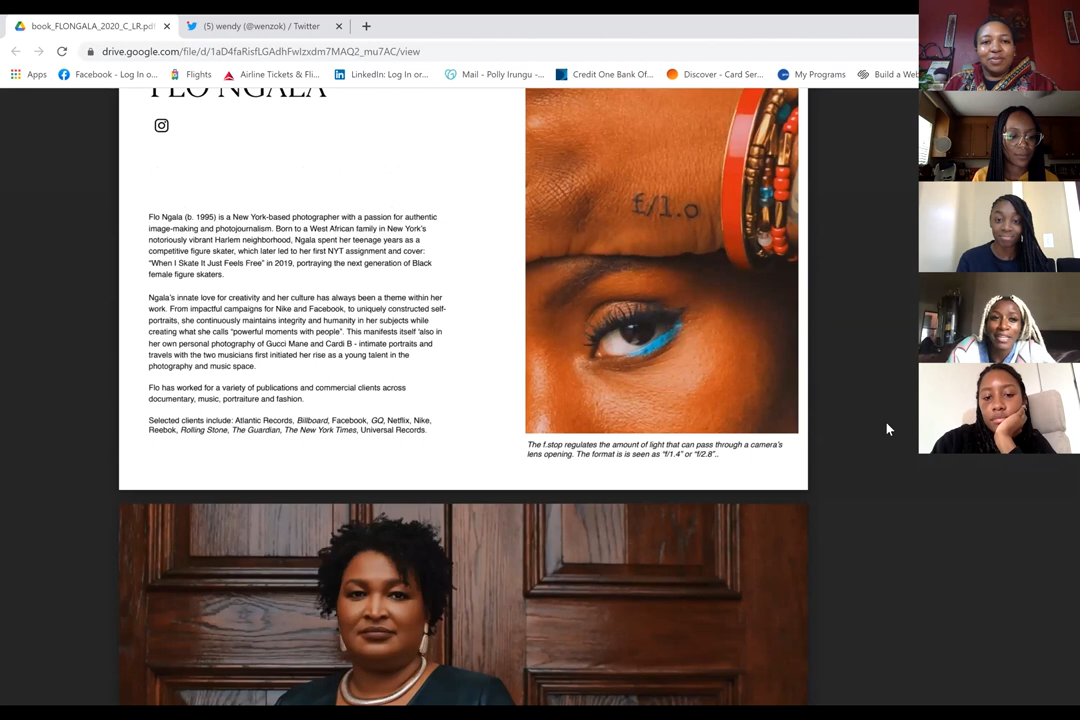 book_FLONGALA_2020_C_LR.pdf
(5) wendy (@wenzok) / Twitter
drive.google.com/file/d/1aD4faRisfLGAdhFwIzxdm7MAQ2_mu7AC/view
Apps
Facebook - Log In o...
Flights
Airline Tickets & Fli...
LinkedIn: Log In or...
Mail - Polly Irungu -...
Credit One Bank Of...
Discover - Card Ser...
My Programs
Build a Web
FLO NGALA
f/1.0
Flo Ngala (b. 1995) is a New York-based photographer with a passion for authentic
image-making and photojournalism. Born to a West African family in New York's
notoriously vibrant Harlem neighborhood, Ngala spent her teenage years as a
competitive figure skater, which later led to her first NYT assignment and cover:
"When I Skate It Just Feels Free" in 2019, portraying the next generation of Black
female figure skaters.
Ngala's innate love for creativity and her culture has always been a theme within her
work. From impactful campaigns for Nike and Facebook, to uniquely constructed self-
portraits, she continuously maintains integrity and humanity in her subjects while
creating what she calls "powerful moments with people". This manifests itself 'also in
her own personal photography of Gucci Mane and Cardi B - intimate portraits and
travels with the two musicians first initiated her rise as a young talent in the
photography and music space.
Flo has worked for a variety of publications and commercial clients across
documentary, music, portraiture and fashion.
Selected clients include: Atlantic Records, Billboard, Facebook, GQ, Netflix, Nike,
Reebok, Rolling Stone, The Guardian, The New York Times, Universal Records.
The f.stop regulates the amount of light that can pass through a camera's
lens opening. The format is is seen as "f/1.4" or "f/2.8"..